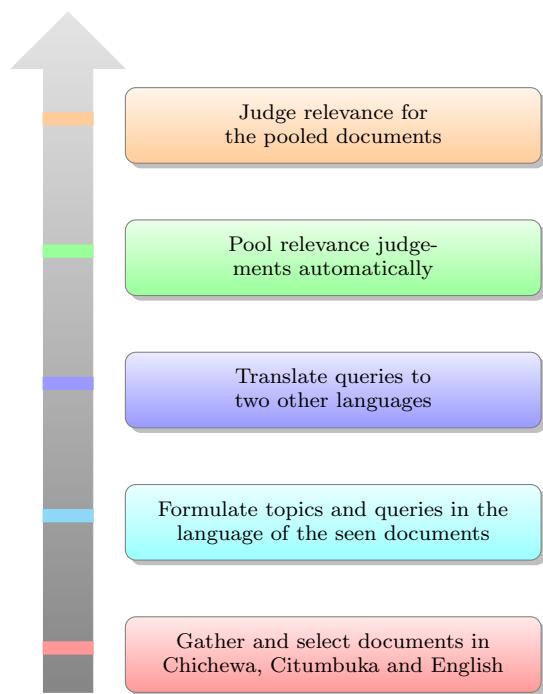 Judge relevance for
the pooled documents
Pool relevance judge-
ments automatically
Translate queries to
two other languages
Formulate topics and queries in the
language of the seen documents
Gather and select documents in
Chichewa, Citumbuka and English